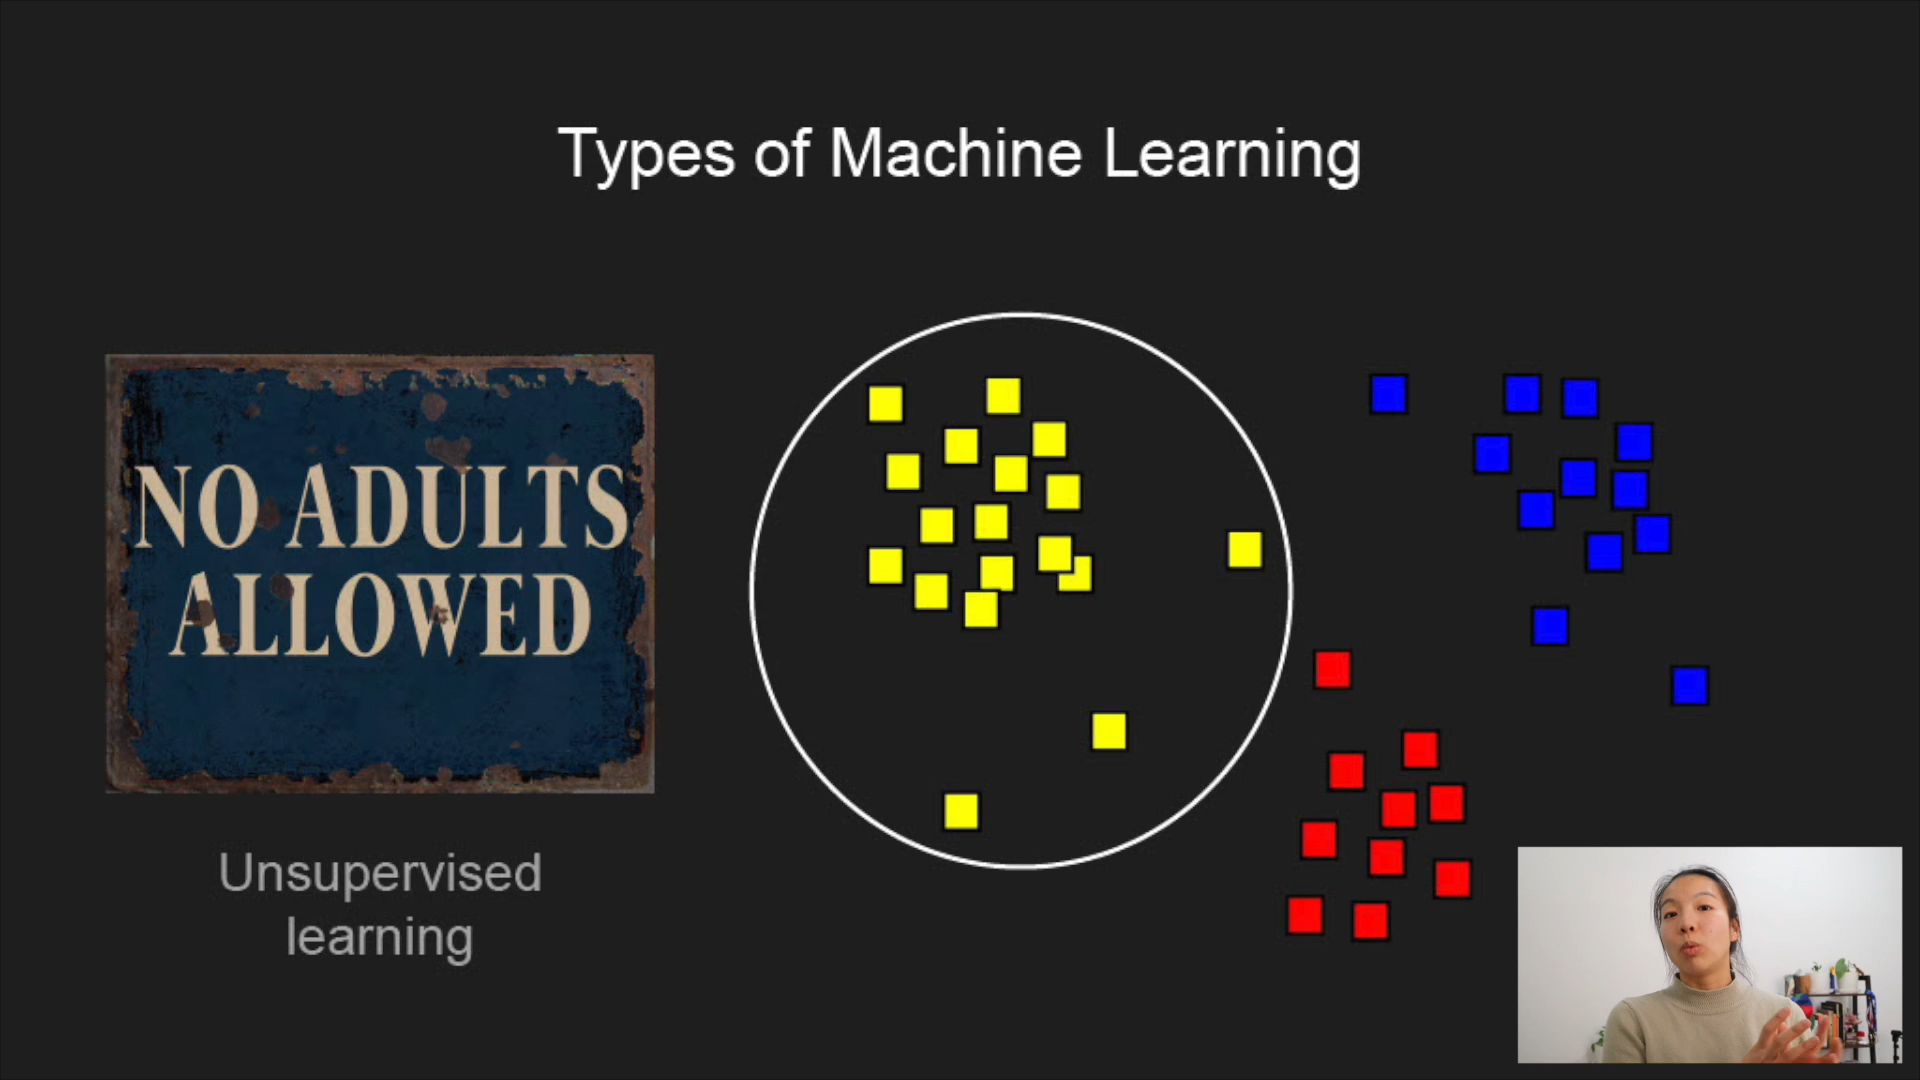 Types of Machine Learning
NO ADULTS
ALLOWED
Unsupervised
learning